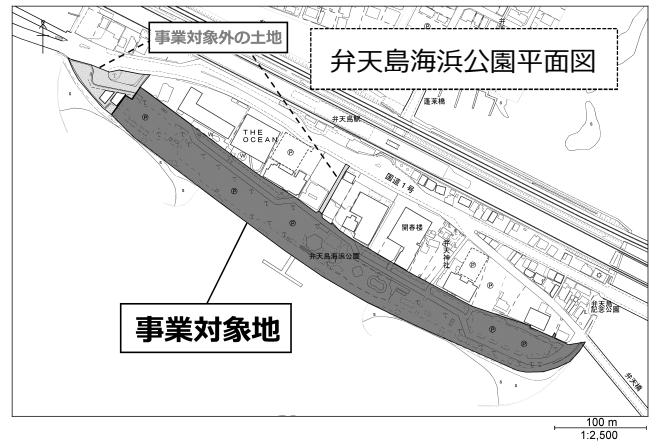 事業対象外の土地
弁天島海浜公園平面図
蓬莱橋
弁天島駅
THE
OCEAN
国道1号
開春楼
弁天神社
弁天島海浜公園
事業対象地
弁天島
記念公園
弁天橋
100 m
1:2,500